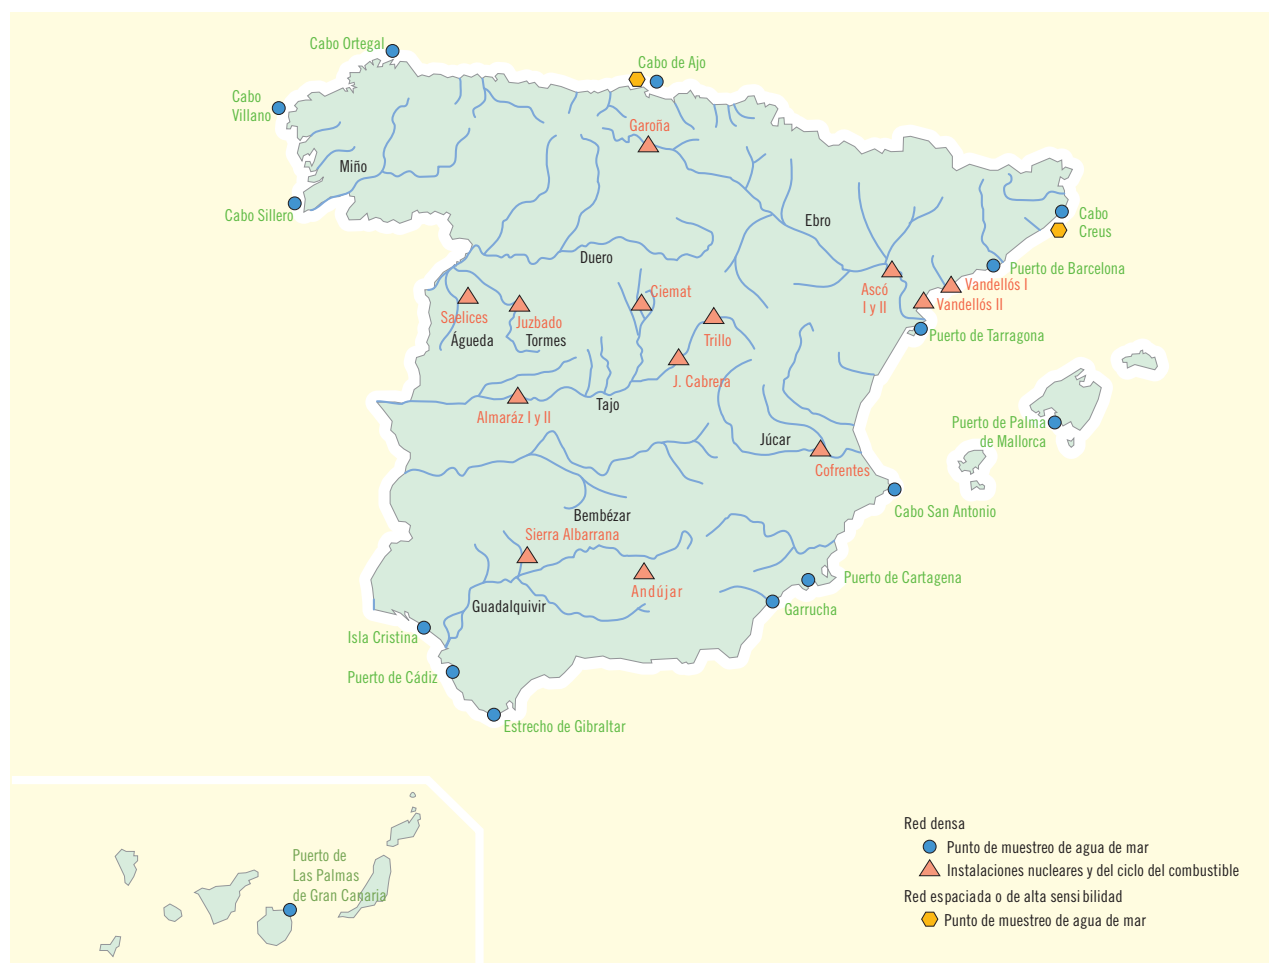 Cabo Ortegal
Cabo de Ajo
Cabo
Villano
Garoña
Miño
Cabo Sillero
Cabo
Creus
Ebro
Duero
Puerto de Barcelona
Ascó
I y II
Vandellós I
Vandellós II
Ciemat
Saelices
Juzbado
Trillo
Puerto de Tarragona
Águeda
Tormes
J. Cabrera
Almaráz I y II
Tajo
Puerto de Palma
de Mallorca
Júcar
Cofrentes
Cabo San Antonio
Bembézar
Sierra Albarrana
Puerto de Cartagena
Andújar
Guadalquivir
Garrucha
Isla Cristina
Puerto de Cádiz
Estrecho de Gibraltar
Puerto de
Las Palmas
de Gran Canaria
Red densa
Punto de muestreo de agua de mar
Instalaciones nucleares y del ciclo del combustible
Red espaciada o de alta sensibilidad
Punto de muestreo de agua de mar